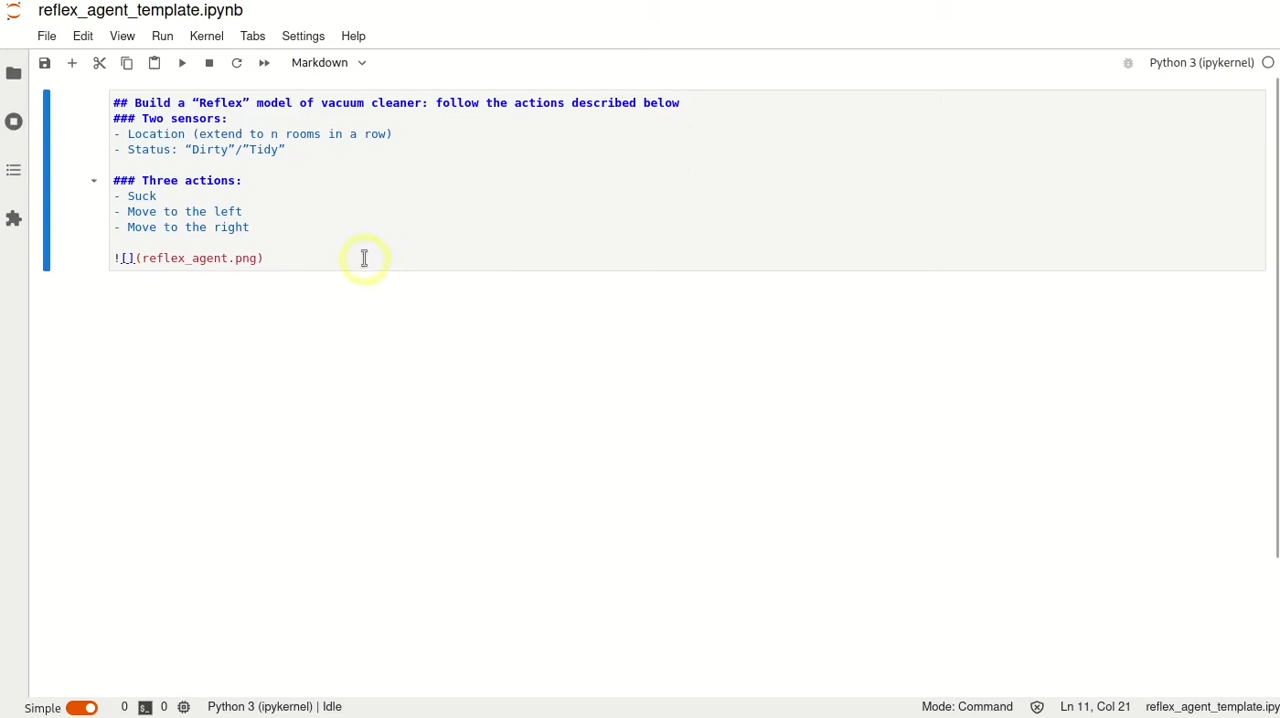 reflex_agent_template.ipynb
File Edit View Run Kernel Tabs Settings Help
Markdown Python 3 (ipykernel)
## Build a “Reflex” model of vacuum cleaner: follow the actions described below
### Two sensors:
- Location (extend to n rooms in a row)
- Status: “Dirty”/”Tidy”
### Three actions:
- Suck
- Move to the left
- Move to the right
![](reflex_agent.png)
Simple 0 0 Python 3 (ipykernel) | Idle Mode: Command Ln 11, Col 21 reflex_agent_template.ipy